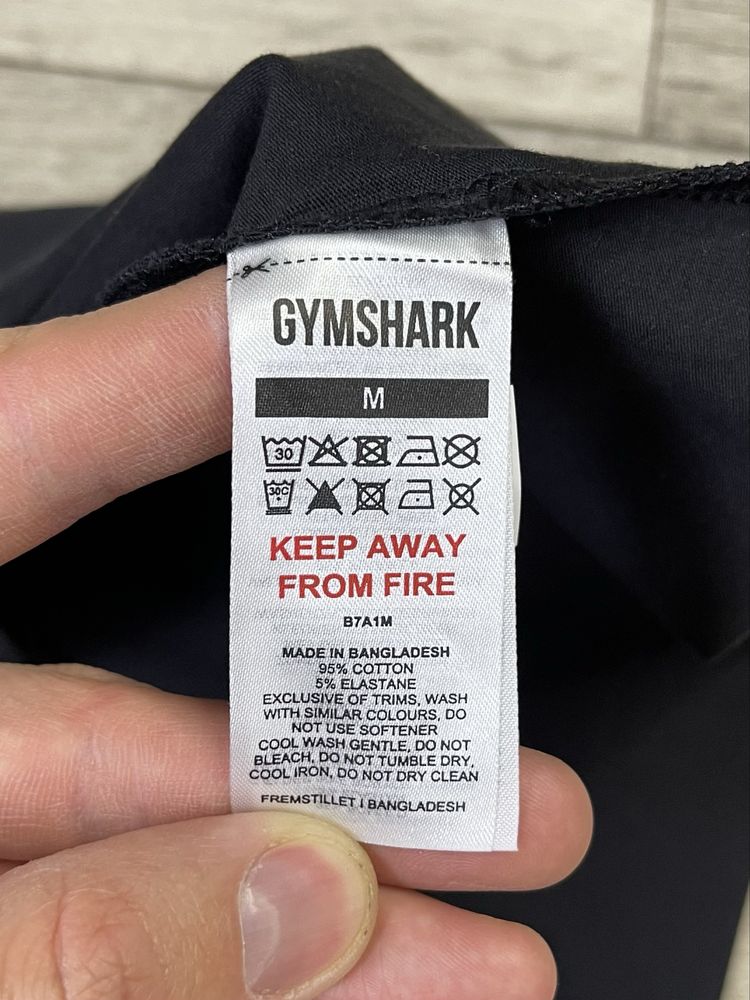 GYMSHARK
M
30
30C
KEEP AWAY
FROM FIRE
B7A1M
MADE IN BANGLADESH
95% COTTON
5% ELASTANE
EXCLUSIVE OF TRIMS, WASH
WITH SIMILAR COLOURS, DO
NOT USE SOFTENER
COOL WASH GENTLE, DO NOT
BLEACH, DO NOT TUMBLE DRY,
COOL IRON, DO NOT DRY CLEAN
FREMSTILLET I BANGLADESH